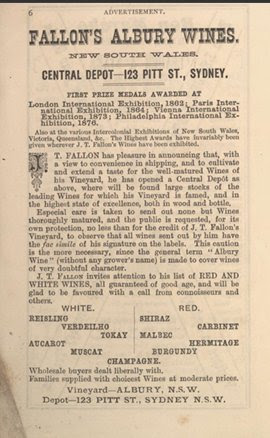 6 ADVERTISEMENT.
FALLON'S ALBURY WINES.
NEW SOUTH WALES.
CENTRAL DEPOT—123 PITT ST., SYDNEY.
FIRST PRIZE MEDALS AWARDED AT
London International Exhibition, 1862; Paris Inter-
national Exhibition, 1864; Vienna International
Exhibition, 1873; Philadelphia International Ex-
hibition, 1876.
Also at the various Intercolonial Exhibitions of New South Wales,
Victoria, Queensland, &c. The Highest Awards have invariably been
given wherever J. T. Fallon's Wines have been exhibited.
J. T. FALLON has pleasure in announcing that, with
a view to convenience in shipping, and to cultivate
and extend a taste for the well-matured Wines of
his Vineyard, he has opened a Central Depot as
above, where will be found large stocks of the
leading Wines for which his Vineyard is famed, and in
the highest state of excellence, both in wood and bottle.
Especial care is taken to send out none but Wines
thoroughly matured, and the public is requested, for its
own protection, no less than for the credit of J. T. Fallon's
Vineyard, to observe that all wines sent out by him have
the fac simile of his signature on the labels. This caution
is the more necessary, since the general term "Albury
Wine" (without any grower's name) is made to cover wines
of very doubtful character.
J. T. FALLON invites attention to his list of RED AND
WHITE WINES, all guaranteed of good age, and will be
glad to be favoured with a call from connoisseurs and
others.
WHITE. RED.
REISLING SHIRAZ
VERDEILHO CARBINET
TOKAY MALBEC
AUCAROT HERMITAGE
MUSCAT BURGUNDY
CHAMPAGNE.
Wholesale buyers dealt liberally with.
Families supplied with choicest Wines at moderate prices.
Vineyard—ALBURY, N.S.W.
Depot—123 PITT ST., SYDNEY N.S.W.